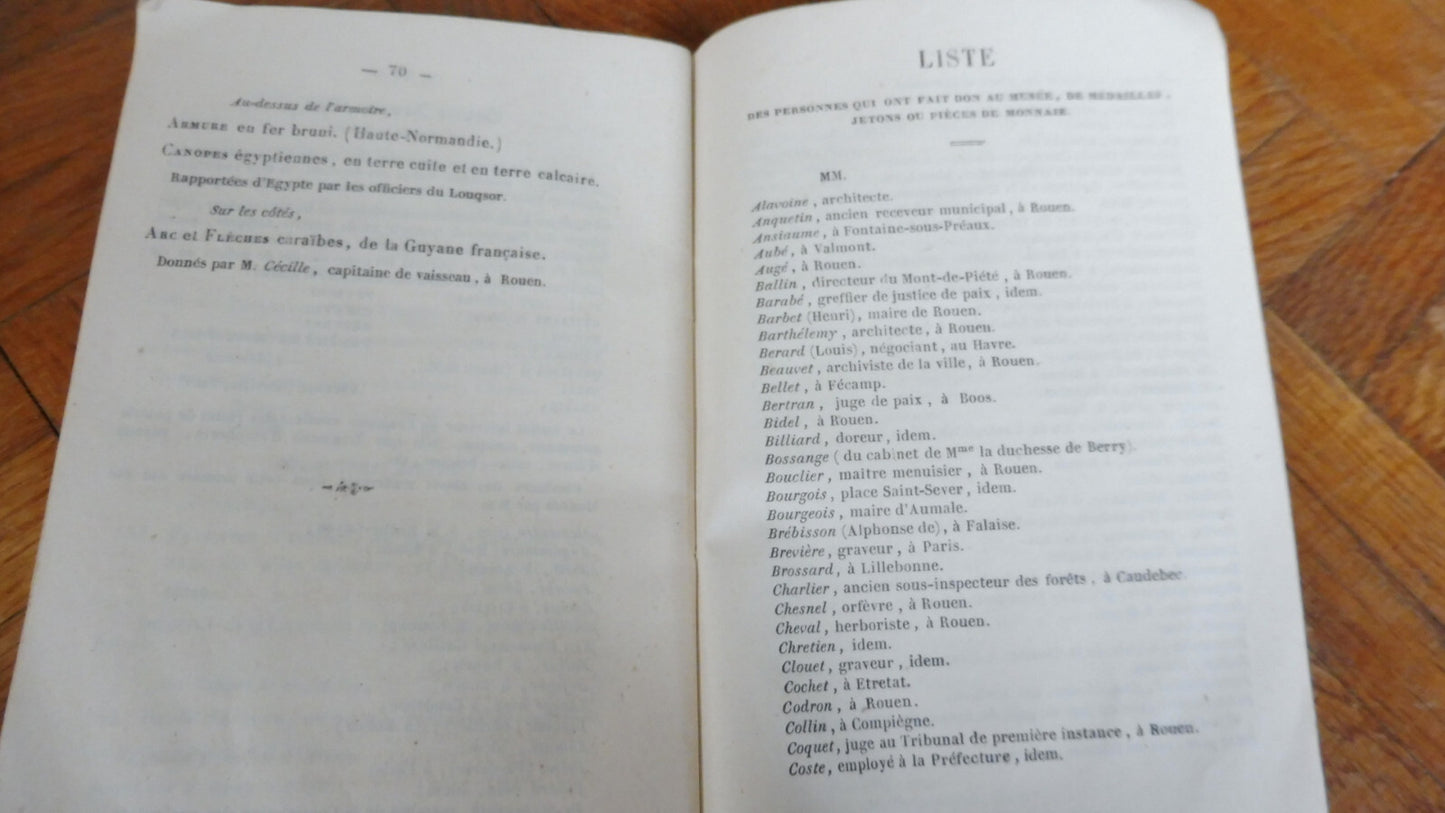 — 70 —
Au-dessus de l'armoire,
ARMURE en fer bruni. (Haute-Normandie.)
CANOPES égyptiennes, en terre cuite et en terre calcaire.
Rapportées d'Egypte par les officiers du Louqsor.
Sur les côtés,
ARC et FLÈCHES caraïbes, de la Guyane française.
Donnés par M. Cécille, capitaine de vaisseau, à Rouen.
LISTE
DES PERSONNES QUI ONT FAIT DON AU MUSÉE, DE MÉDAILLES,
JETONS OU PIÈCES DE MONNAIE.
MM.
Alavoine, architecte.
Anquetin, ancien receveur municipal, à Rouen.
Ansiaume, à Fontaine-sous-Préaux.
Aubé, à Valmont.
Augé, à Rouen.
Ballin, directeur du Mont-de-Piété, à Rouen.
Barabé, greffier de justice de paix, idem.
Barbet (Henri), maire de Rouen.
Barthélemy, architecte, à Rouen.
Berard (Louis), négociant, au Havre.
Beauvet, archiviste de la ville, à Rouen.
Bellet, à Fécamp.
Bertran, juge de paix, à Boos.
Bidel, à Rouen.
Billiard, doreur, idem.
Bossange (du cabinet de Mme la duchesse de Berry).
Bouclier, maître menuisier, à Rouen.
Bourgois, place Saint-Sever, idem.
Bourgeois, maire d'Aumale.
Brébisson (Alphonse de), à Falaise.
Brevière, graveur, à Paris.
Brossard, à Lillebonne.
Charlier, ancien sous-inspecteur des forêts, à Caudebec
Chesnel, orfèvre, à Rouen.
Cheval, herboriste, à Rouen.
Chretien, idem.
Clouet, graveur, idem.
Cochet, à Etretat.
Codron, à Rouen.
Collin, à Compiègne.
Coquet, juge au Tribunal de première instance, à Rouen.
Coste, employé à la Préfecture, idem.